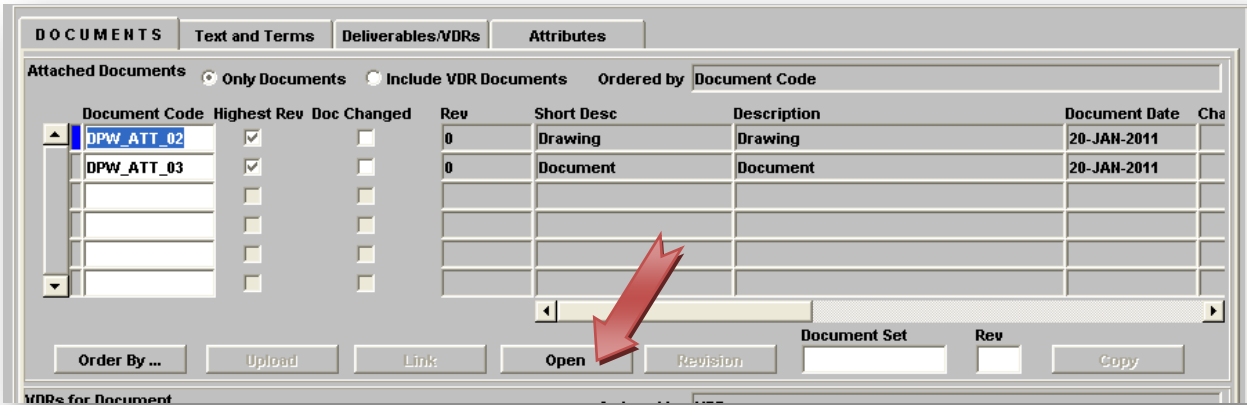 DOCUMENTS Text and Terms Deliverables/VDRs Attributes
Attached Documents Only Documents Include VDR Documents Ordered by Document Code
Document Code Highest Rev Doc Changed Rev Short Desc Description Document Date Cha
DPW_ATT_02 0 Drawing Drawing 20-JAN-2011
DPW_ATT_03 0 Document Document 20-JAN-2011
Document Set Rev
Order By ... Upload Link Open Revision Copy
VDRs for Document